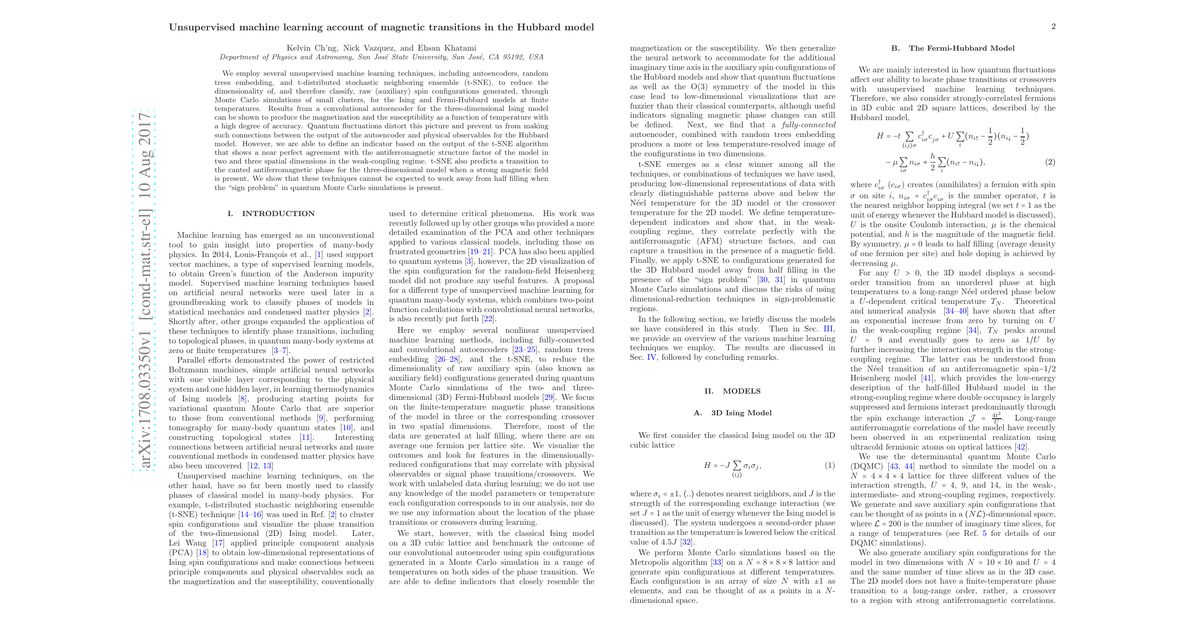 Unsupervised machine learning account of magnetic transitions in the Hubbard model
Kelvin Ch'ng, Nick Vazquez, and Ehsan Khatami
Department of Physics and Astronomy, San José State University, San José, CA 95192, USA
We employ several unsupervised machine learning techniques, including autoencoders, random
trees embedding, and t-distributed stochastic neighboring ensemble (t-SNE), to reduce the
dimensionality of, and therefore classify, raw (auxiliary) spin configurations generated, through
Monte Carlo simulations of small clusters, for the Ising and Fermi-Hubbard models at finite
temperatures. Results from a convolutional autoencoder for the three-dimensional Ising model
can be shown to produce the magnetization and the susceptibility as a function of temperature with
a high degree of accuracy. Quantum fluctuations distort this picture and prevent us from making
such connections between the output of the autoencoder and physical observables for the Hubbard
model. However, we are able to define an indicator based on the output of the t-SNE algorithm
that shows a near perfect agreement with the antiferromagnetic structure factor of the model in
two and three spatial dimensions in the weak-coupling regime. t-SNE also predicts a transition to
the canted antiferromagnetic phase for the three-dimensional model when a strong magnetic field
is present. We show that these techniques cannot be expected to work away from half filling when
the "sign problem" in quantum Monte Carlo simulations is present.
arXiv:1708.03350v1 [cond-mat.str-el] 10 Aug 2017
I. INTRODUCTION
Machine learning has emerged as an unconventional
tool to gain insight into properties of many-body
physics. In 2014, Louis-François et al., [1] used support
vector machines, a type of supervised learning models,
to obtain Green's function of the Anderson impurity
model. Supervised machine learning techniques based
on artificial neural networks were used later in a
groundbreaking work to classify phases of models in
statistical mechanics and condensed matter physics [2].
Shortly after, other groups expanded the application of
these techniques to identify phase transitions, including
to topological phases, in quantum many-body systems at
zero or finite temperatures [3–7].
Parallel efforts demonstrated the power of restricted
Boltzmann machines, simple artificial neural networks
with one visible layer corresponding to the physical
system and one hidden layer, in learning thermodynamics
of Ising models [8], producing starting points for
variational quantum Monte Carlo that are superior
to those from conventional methods [9], performing
tomography for many-body quantum states [10], and
constructing topological states [11]. Interesting
connections between artificial neural networks and more
conventional methods in condensed matter physics have
also been uncovered [12, 13]
Unsupervised machine learning techniques, on the
other hand, have so far been mostly used to classify
phases of classical model in many-body physics. For
example, t-distributed stochastic neighboring ensemble
(t-SNE) technique [14–16] was used in Ref. [2] to cluster
spin configurations and visualize the phase transition
of the two-dimensional (2D) Ising model. Later,
Lei Wang [17] applied principle component analysis
(PCA) [18] to obtain low-dimensional representations of
Ising spin configurations and make connections between
principle components and physical observables such as
the magnetization and the susceptibility, conventionally
used to determine critical phenomena. His work was
recently followed up by other groups who provided a more
detailed examination of the PCA and other techniques
applied to various classical models, including those on
frustrated geometries [19–21]. PCA has also been applied
to quantum systems [3], however, the 2D visualization of
the spin configuration for the random-field Heisenberg
model did not produce any useful features. A proposal
for a different type of unsupervised machine learning for
quantum many-body systems, which combines two-point
function calculations with convolutional neural networks,
is also recently put forth [22].
Here we employ several nonlinear unsupervised
machine learning methods, including fully-connected
and convolutional autoencoders [23–25], random trees
embedding [26–28], and the t-SNE, to reduce the
dimensionality of raw auxiliary spin (also known as
auxiliary field) configurations generated during quantum
Monte Carlo simulations of the two- and three-
dimensional (3D) Fermi-Hubbard models [29]. We focus
on the finite-temperature magnetic phase transitions
of the model in three or the corresponding crossover
in two spatial dimensions. Therefore, most of the
data are generated at half filling, where there are on
average one fermion per lattice site. We visualize the
outcomes and look for features in the dimensionally-
reduced configurations that may correlate with physical
observables or signal phase transitions/crossovers. We
work with unlabeled data during learning; we do not use
any knowledge of the model parameters or temperature
each configuration corresponds to in our analysis, nor do
we use any information about the location of the phase
transitions or crossovers during learning.
We start, however, with the classical Ising model
on a 3D cubic lattice and benchmark the outcome of
our convolutional autoencoder using spin configurations
generated in a Monte Carlo simulation in a range of
temperatures on both sides of the phase transition. We
are able to define indicators that closely resemble the
2
magnetization or the susceptibility. We then generalize
the neural network to accommodate for the additional
imaginary time axis in the auxiliary spin configurations of
the Hubbard models and show that quantum fluctuations
as well as the O(3) symmetry of the model in this
case lead to low-dimensional visualizations that are
fuzzier than their classical counterparts, although useful
indicators signaling magnetic phase changes can still
be defined. Next, we find that a fully-connected
autoencoder, combined with random trees embedding
produces a more or less temperature-resolved image of
the configurations in two dimensions.
t-SNE emerges as a clear winner among all the
techniques, or combinations of techniques we have used,
producing low-dimensional representations of data with
clearly distinguishable patterns above and below the
Néel temperature for the 3D model or the crossover
temperature for the 2D model. We define temperature-
dependent indicators and show that, in the weak-
coupling regime, they correlate perfectly with the
antiferromagnetic (AFM) structure factors, and can
capture a transition in the presence of a magnetic field.
Finally, we apply t-SNE to configurations generated for
the 3D Hubbard model away from half filling in the
presence of the "sign problem" [30, 31] in quantum
Monte Carlo simulations and discuss the risks of using
dimension-reduction techniques in sign-problematic
regions.
In the following section, we briefly discuss the models
we have considered in this study. Then in Sec. III,
we provide an overview of the various machine learning
techniques we employ. The results are discussed in
Sec. IV, followed by concluding remarks.
II. MODELS
A. 3D Ising Model
We first consider the classical Ising model on the 3D
cubic lattice
H = −J ∑⟨ij⟩ σiσj, (1)
where σi = ±1, ⟨..⟩ denotes nearest neighbors, and J is the
strength of the corresponding exchange interaction (we
set J = 1 as the unit of energy whenever the Ising model is
discussed). The system undergoes a second-order phase
transition as the temperature is lowered below the critical
value of 4.5J [32].
We perform Monte Carlo simulations based on the
Metropolis algorithm [33] on a N = 8 × 8 × 8 lattice and
generate spin configurations at different temperatures.
Each configuration is an array of size N with ±1 as
elements, and can be thought of as a points in a N-
dimensional space.
B. The Fermi-Hubbard Model
We are mainly interested in how quantum fluctuations
affect our ability to locate phase transitions or crossovers
with unsupervised machine learning techniques.
Therefore, we also consider strongly-correlated fermions
in 3D cubic and 2D square lattices, described by the
Hubbard model,
H = −t ∑⟨ij⟩σ c†iσ cjσ + U ∑i (ni↑ − 1/2)(ni↓ − 1/2)
− μ ∑iσ niσ + h/2 ∑i (ni↑ − ni↓), (2)
where c†iσ (ciσ) creates (annihilates) a fermion with spin
σ on site i, niσ = c†iσ ciσ is the number operator, t is
the nearest neighbor hopping integral (we set t = 1 as the
unit of energy whenever the Hubbard model is discussed),
U is the onsite Coulomb interaction, μ is the chemical
potential, and h is the magnitude of the magnetic field.
By symmetry, μ = 0 leads to half filling (average density
of one fermion per site) and hole doping is achieved by
decreasing μ.
For any U > 0, the 3D model displays a second-
order transition from an unordered phase at high
temperatures to a long-range Néel ordered phase below
a U-dependent critical temperature TN. Theoretical
and numerical analysis [34–40] have shown that after
an exponential increase from zero by turning on U
in the weak-coupling regime [34], TN peaks around
U = 9 and eventually goes to zero as 1/U by
further increasing the interaction strength in the strong-
coupling regime. The latter can be understood from
the Néel transition of an antiferromagnetic spin−1/2
Heisenberg model [41], which provides the low-energy
description of the half-filled Hubbard model in the
strong-coupling regime where double occupancy is largely
suppressed and fermions interact predominantly through
the spin exchange interaction J = 4t²/U. Long-range
antiferromagntic correlations of the model have recently
been observed in an experimental realization using
ultracold fermionic atoms on optical lattices [42].
We use the determinantal quantum Monte Carlo
(DQMC) [43, 44] method to simulate the model on a
N = 4 × 4 × 4 lattice for three different values of the
interaction strength, U = 4, 9, and 14, in the weak-,
intermediate- and strong-coupling regimes, respectively.
We generate and save auxiliary spin configurations that
can be thought of as points in a (NL)-dimensional space,
where L = 200 is the number of imaginary time slices, for
a range of temperatures (see Ref. 5 for details of our
DQMC simulations).
We also generate auxiliary spin configurations for the
model in two dimensions with N = 10 × 10 and U = 4
and the same number of time slices as in the 3D case.
The 2D model does not have a finite-temperature phase
transition to a long-range order, rather, a crossover
to a region with strong antiferromagnetic correlations.